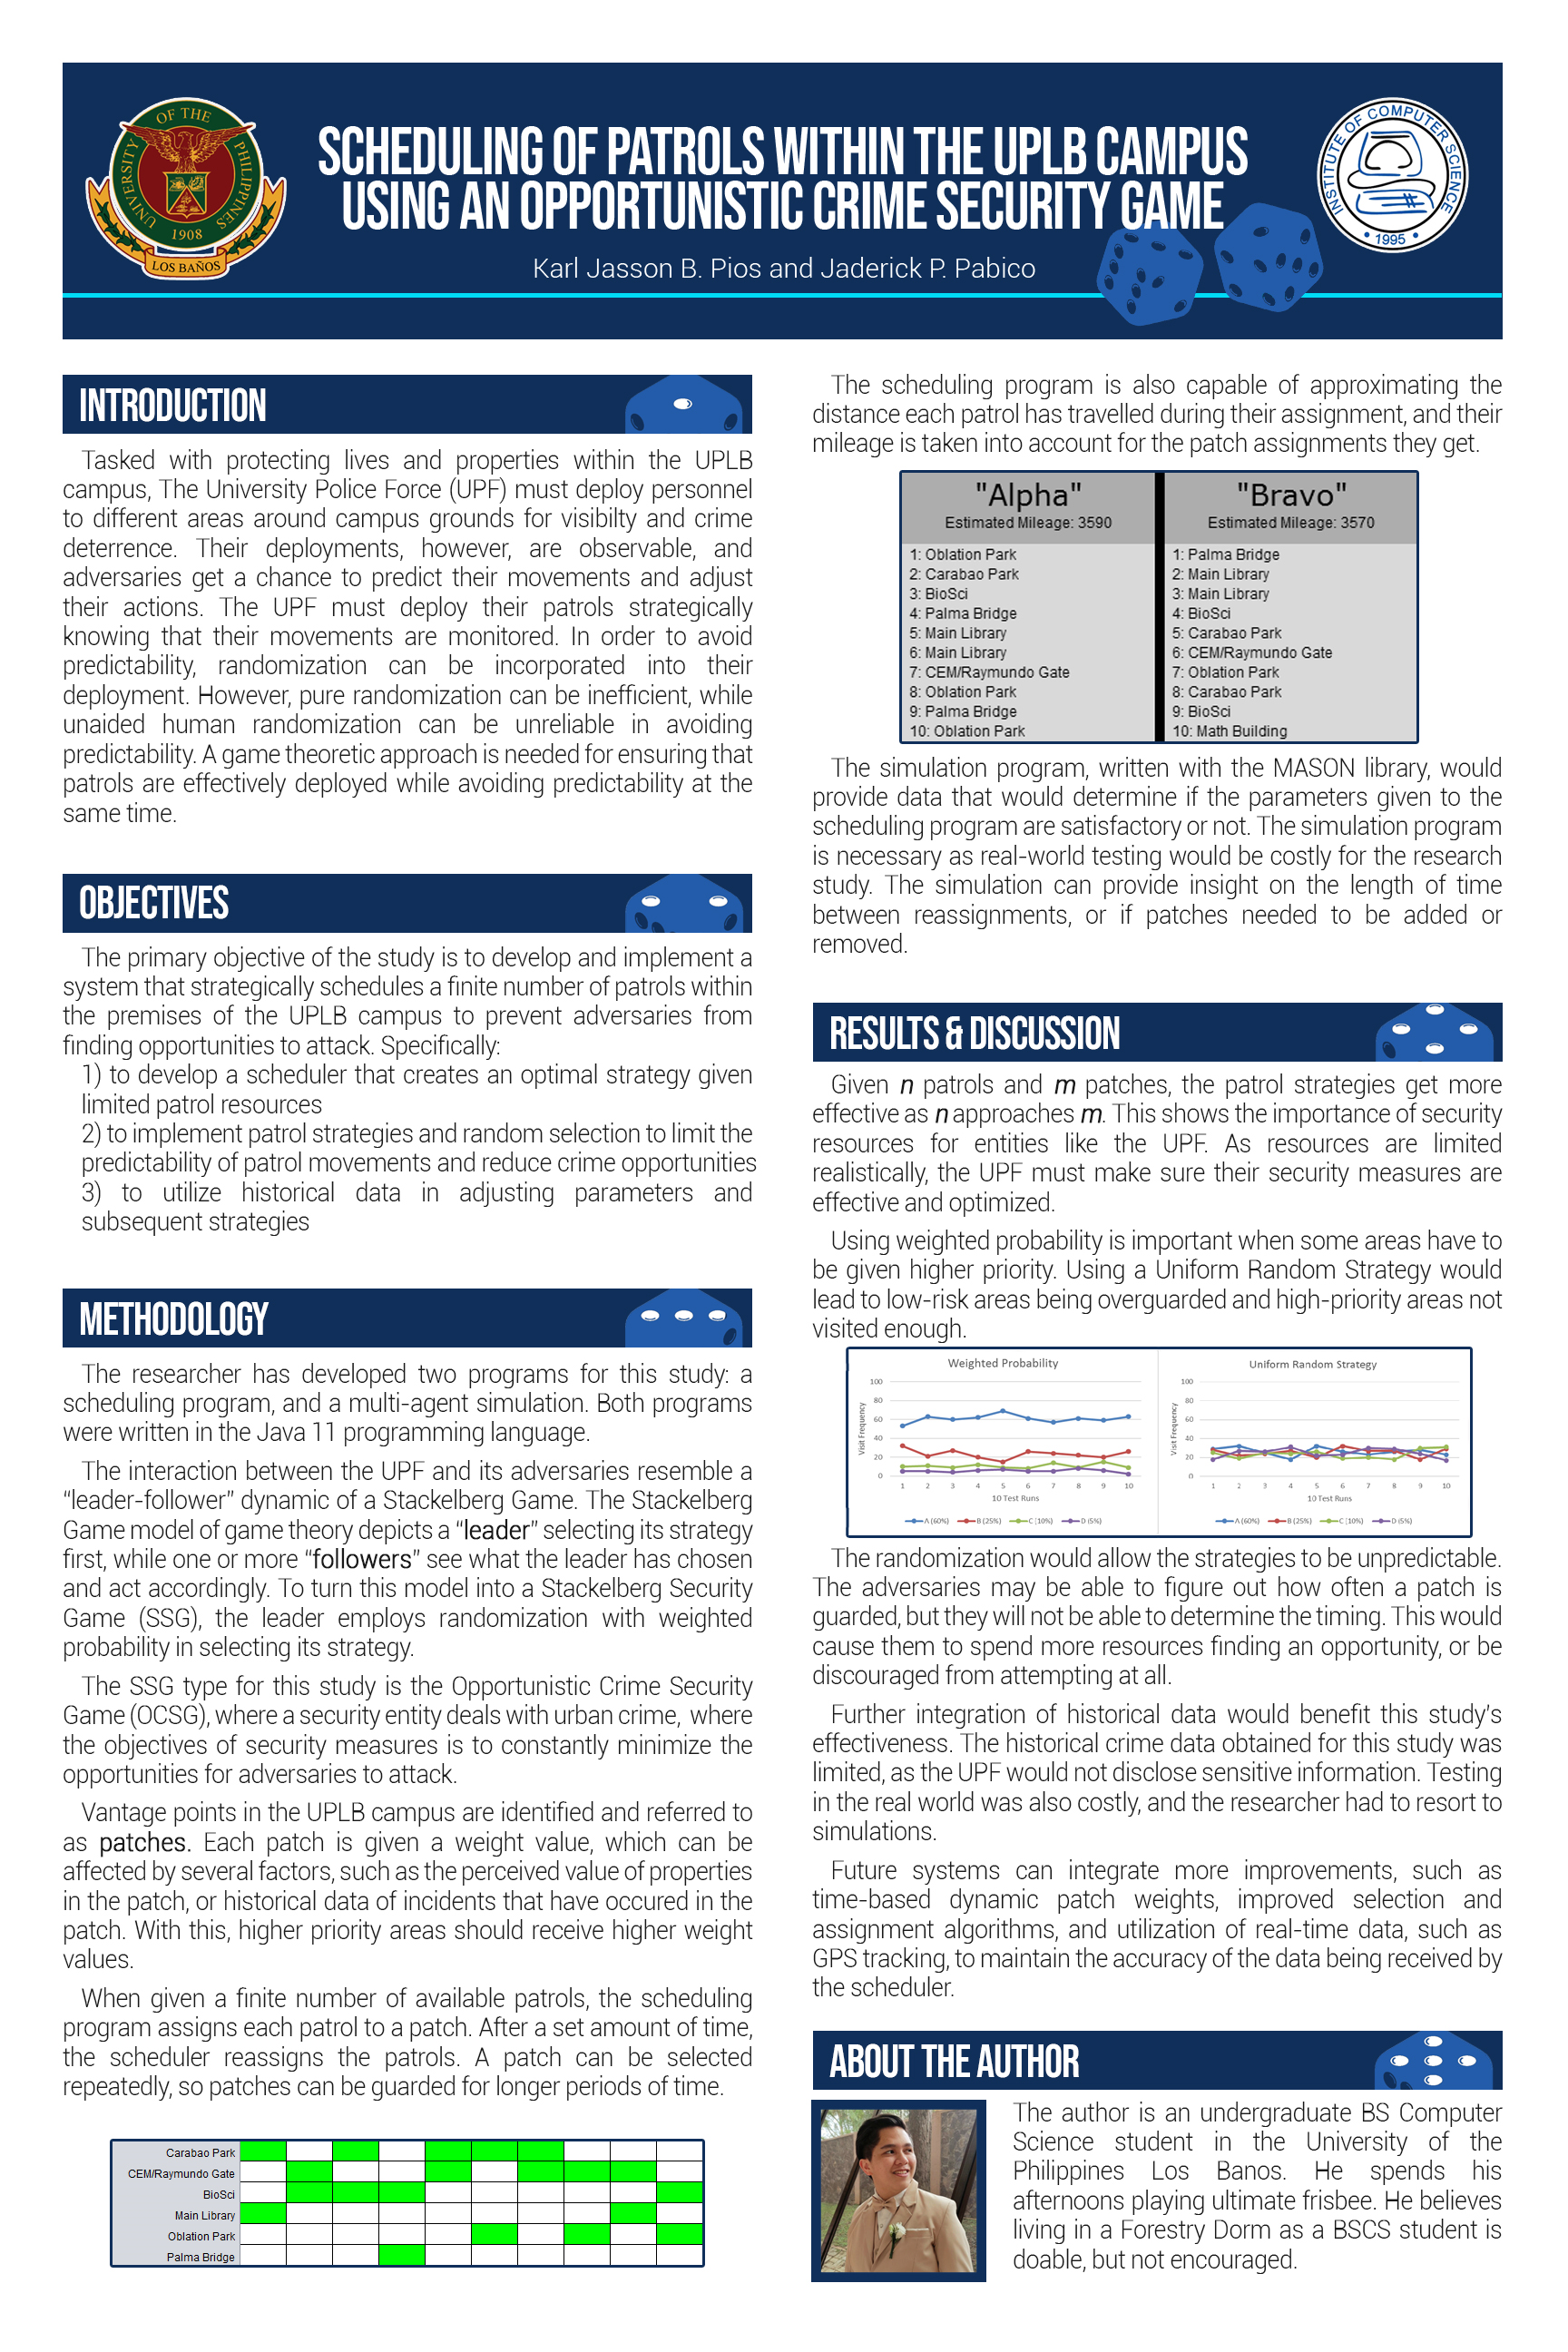 UNIVERSITY OF THE PHILIPPINES
1908
LOS BAÑOS
SCHEDULING OF PATROLS WITHIN THE UPLB CAMPUS
USING AN OPPORTUNISTIC CRIME SECURITY GAME
Karl Jasson B. Pios and Jaderick P. Pabico
INSTITUTE OF COMPUTER SCIENCE
• 1995 •
INTRODUCTION
Tasked with protecting lives and properties within the UPLB
campus, The University Police Force (UPF) must deploy personnel
to different areas around campus grounds for visibilty and crime
deterrence. Their deployments, however, are observable, and
adversaries get a chance to predict their movements and adjust
their actions. The UPF must deploy their patrols strategically
knowing that their movements are monitored. In order to avoid
predictability, randomization can be incorporated into their
deployment. However, pure randomization can be inefficient, while
unaided human randomization can be unreliable in avoiding
predictability. A game theoretic approach is needed for ensuring that
patrols are effectively deployed while avoiding predictability at the
same time.
OBJECTIVES
The primary objective of the study is to develop and implement a
system that strategically schedules a finite number of patrols within
the premises of the UPLB campus to prevent adversaries from
finding opportunities to attack. Specifically:
1) to develop a scheduler that creates an optimal strategy given
limited patrol resources
2) to implement patrol strategies and random selection to limit the
predictability of patrol movements and reduce crime opportunities
3) to utilize historical data in adjusting parameters and
subsequent strategies
METHODOLOGY
The researcher has developed two programs for this study: a
scheduling program, and a multi-agent simulation. Both programs
were written in the Java 11 programming language.
The interaction between the UPF and its adversaries resemble a
“leader-follower” dynamic of a Stackelberg Game. The Stackelberg
Game model of game theory depicts a “leader” selecting its strategy
first, while one or more “followers” see what the leader has chosen
and act accordingly. To turn this model into a Stackelberg Security
Game (SSG), the leader employs randomization with weighted
probability in selecting its strategy.
The SSG type for this study is the Opportunistic Crime Security
Game (OCSG), where a security entity deals with urban crime, where
the objectives of security measures is to constantly minimize the
opportunities for adversaries to attack.
Vantage points in the UPLB campus are identified and referred to
as patches. Each patch is given a weight value, which can be
affected by several factors, such as the perceived value of properties
in the patch, or historical data of incidents that have occured in the
patch. With this, higher priority areas should receive higher weight
values.
When given a finite number of available patrols, the scheduling
program assigns each patrol to a patch. After a set amount of time,
the scheduler reassigns the patrols. A patch can be selected
repeatedly, so patches can be guarded for longer periods of time.
Carabao Park
CEM/Raymundo Gate
BioSci
Main Library
Oblation Park
Palma Bridge
The scheduling program is also capable of approximating the
distance each patrol has travelled during their assignment, and their
mileage is taken into account for the patch assignments they get.
"Alpha"
Estimated Mileage: 3590
1: Oblation Park
2: Carabao Park
3: BioSci
4: Palma Bridge
5: Main Library
6: Main Library
7: CEM/Raymundo Gate
8: Oblation Park
9: Palma Bridge
10: Oblation Park
"Bravo"
Estimated Mileage: 3570
1: Palma Bridge
2: Main Library
3: Main Library
4: BioSci
5: Carabao Park
6: CEM/Raymundo Gate
7: Oblation Park
8: Carabao Park
9: BioSci
10: Math Building
The simulation program, written with the MASON library, would
provide data that would determine if the parameters given to the
scheduling program are satisfactory or not. The simulation program
is necessary as real-world testing would be costly for the research
study. The simulation can provide insight on the length of time
between reassignments, or if patches needed to be added or
removed.
RESULTS & DISCUSSION
Given n patrols and m patches, the patrol strategies get more
effective as n approaches m. This shows the importance of security
resources for entities like the UPF. As resources are limited
realistically, the UPF must make sure their security measures are
effective and optimized.
Using weighted probability is important when some areas have to
be given higher priority. Using a Uniform Random Strategy would
lead to low-risk areas being overguarded and high-priority areas not
visited enough.
Weighted Probability
Visit Frequency
100
80
60
40
20
0
1 2 3 4 5 6 7 8 9 10
10 Test Runs
A (60%) B (25%) C (10%) D (5%)
Uniform Random Strategy
Visit Frequency
100
80
60
40
20
0
1 2 3 4 5 6 7 8 9 10
10 Test Runs
A (60%) B (25%) C (10%) D (5%)
The randomization would allow the strategies to be unpredictable.
The adversaries may be able to figure out how often a patch is
guarded, but they will not be able to determine the timing. This would
cause them to spend more resources finding an opportunity, or be
discouraged from attempting at all.
Further integration of historical data would benefit this study’s
effectiveness. The historical crime data obtained for this study was
limited, as the UPF would not disclose sensitive information. Testing
in the real world was also costly, and the researcher had to resort to
simulations.
Future systems can integrate more improvements, such as
time-based dynamic patch weights, improved selection and
assignment algorithms, and utilization of real-time data, such as
GPS tracking, to maintain the accuracy of the data being received by
the scheduler.
ABOUT THE AUTHOR
The author is an undergraduate BS Computer
Science student in the University of the
Philippines Los Banos. He spends his
afternoons playing ultimate frisbee. He believes
living in a Forestry Dorm as a BSCS student is
doable, but not encouraged.